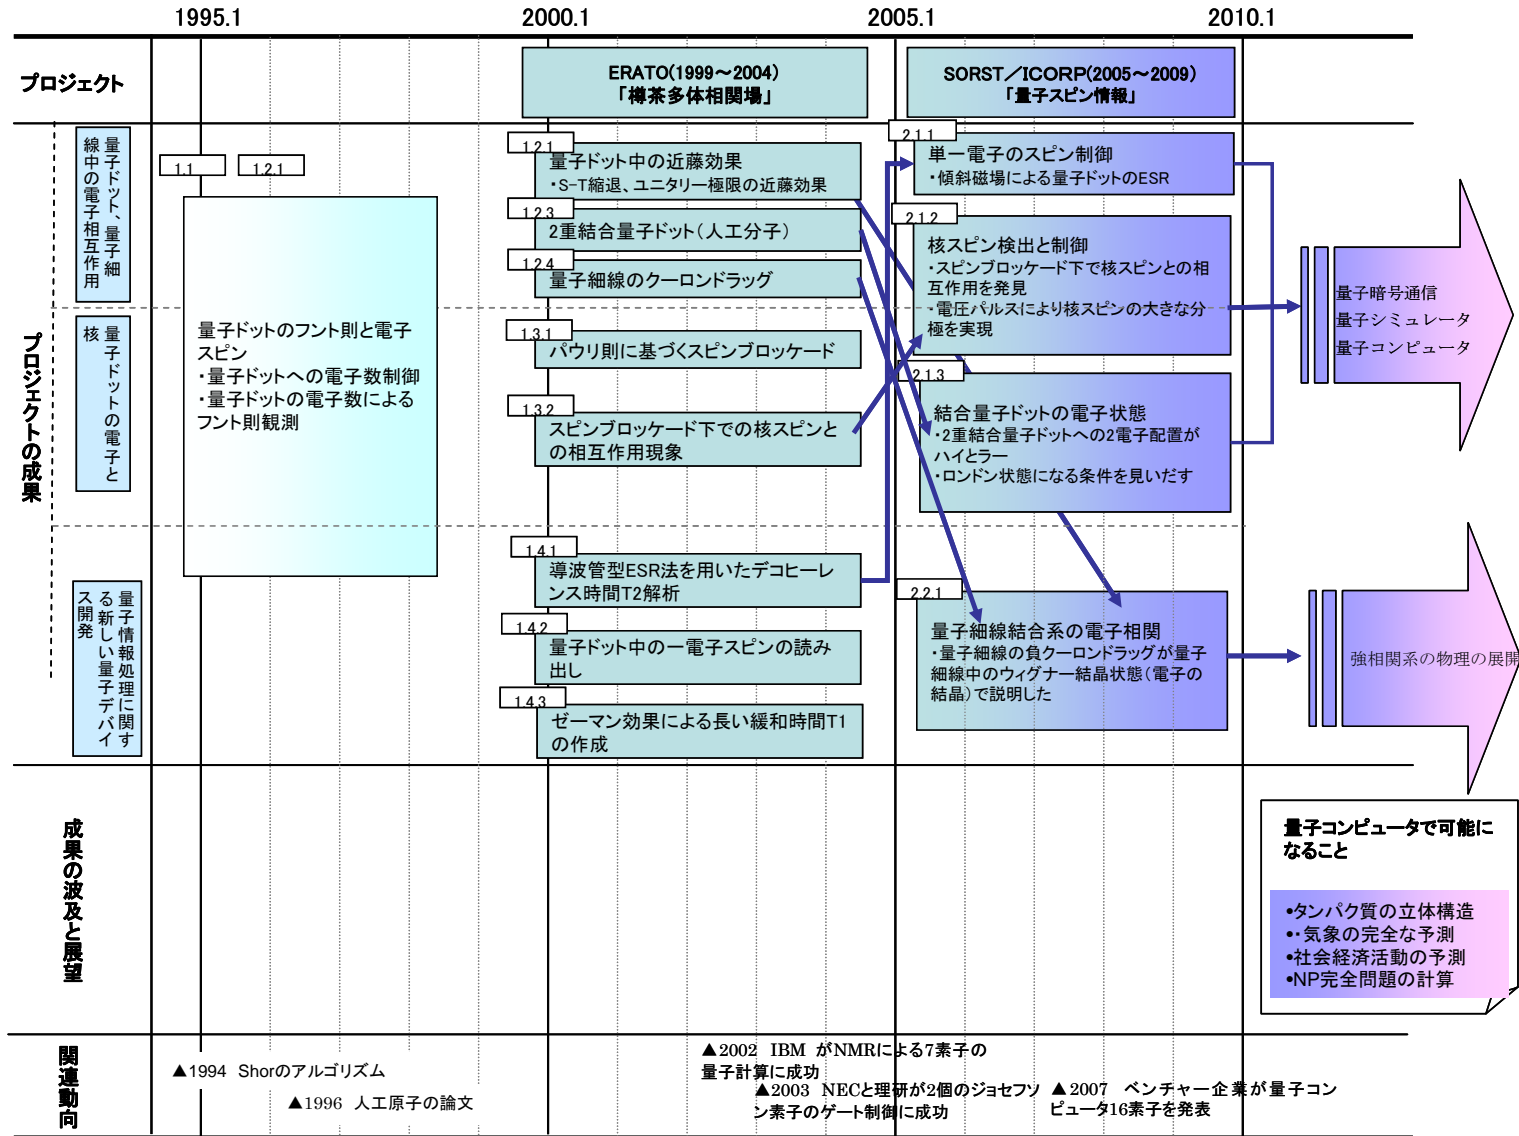 1995.1
2000.1
2005.1
2010.1
プロジェクト
ERATO(1999～2004)
「樽茶多体相関場」
SORST／ICORP(2005～2009)
「量子スピン情報」
プロジェクトの成果
量子ドット、量子細
線中の電子相互作用
量子ドットの電子と
核
量子情報処理に関す
る新しい量子デバイ
ス開発
1.1
1.2.1
量子ドットのフント則と電子
スピン
・量子ドットへの電子数制御
・量子ドットの電子数による
フント則観測
1.2.1
量子ドット中の近藤効果
・S-T縮退、ユニタリー極限の近藤効果
1.2.3
2重結合量子ドット（人工分子）
1.2.4
量子細線のクーロンドラッグ
1.3.1
パウリ則に基づくスピンブロッケード
1.3.2
スピンブロッケード下での核スピンと
の相互作用現象
1.4.1
導波管型ESR法を用いたデコヒーレ
ンス時間T2解析
1.4.2
量子ドット中の一電子スピンの読み
出し
1.4.3
ゼーマン効果による長い緩和時間T1
の作成
2.1.1
単一電子のスピン制御
・傾斜磁場による量子ドットのESR
2.1.2
核スピン検出と制御
・スピンブロッケード下で核スピンとの相
互作用を発見
・電圧パルスにより核スピンの大きな分
極を実現
2.1.3
結合量子ドットの電子状態
・2重結合量子ドットへの2電子配置が
ハイとラー
・ロンドン状態になる条件を見いだす
2.2.1
量子細線結合系の電子相関
・量子細線の負クーロンドラッグが量子
細線中のウィグナー結晶状態（電子の
結晶）で説明した
量子暗号通信
量子シミュレータ
量子コンピュータ
強相関系の物理の展開
成果の波及と展望
量子コンピュータで可能に
なること
•タンパク質の立体構造
•・気象の完全な予測
•社会経済活動の予測
•NP完全問題の計算
関連動向
▲1994 Shorのアルゴリズム
▲1996 人工原子の論文
▲2002 IBM がNMRによる7素子の
量子計算に成功
▲2003 NECと理研が2個のジョセフソ
ン素子のゲート制御に成功
▲2007 ベンチャー企業が量子コン
ピュータ16素子を発表